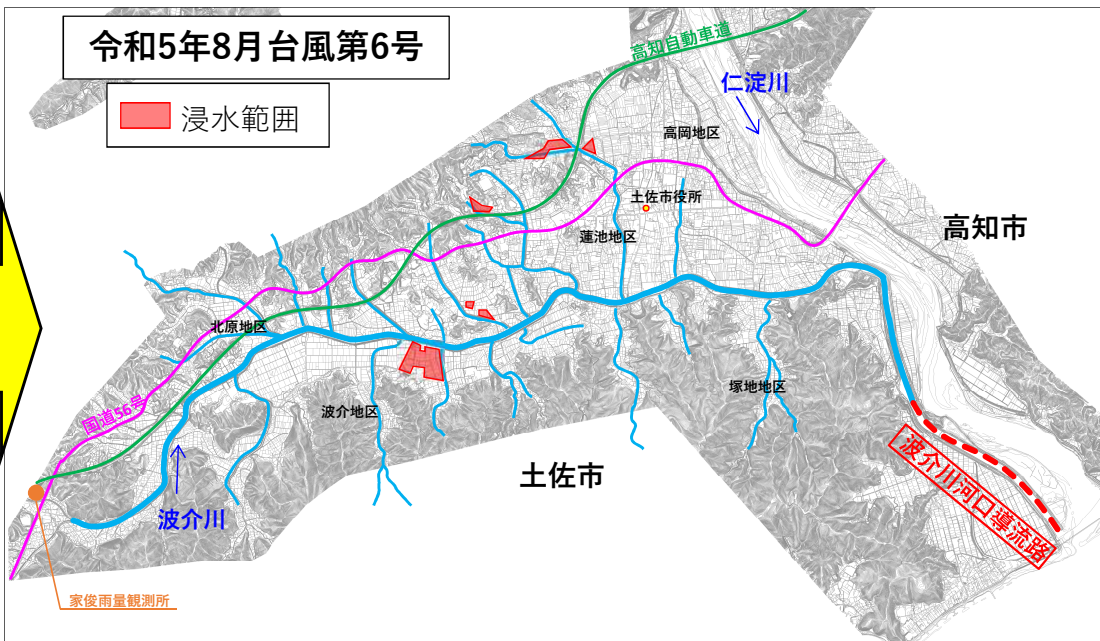 令和5年8月台風第6号
浸水範囲
高知自動車道
仁淀川
高岡地区
土佐市役所
蓮池地区
高知市
北原地区
国道56号
波介地区
塚地地区
土佐市
波介川
波介川河口導流路
家俊雨量観測所